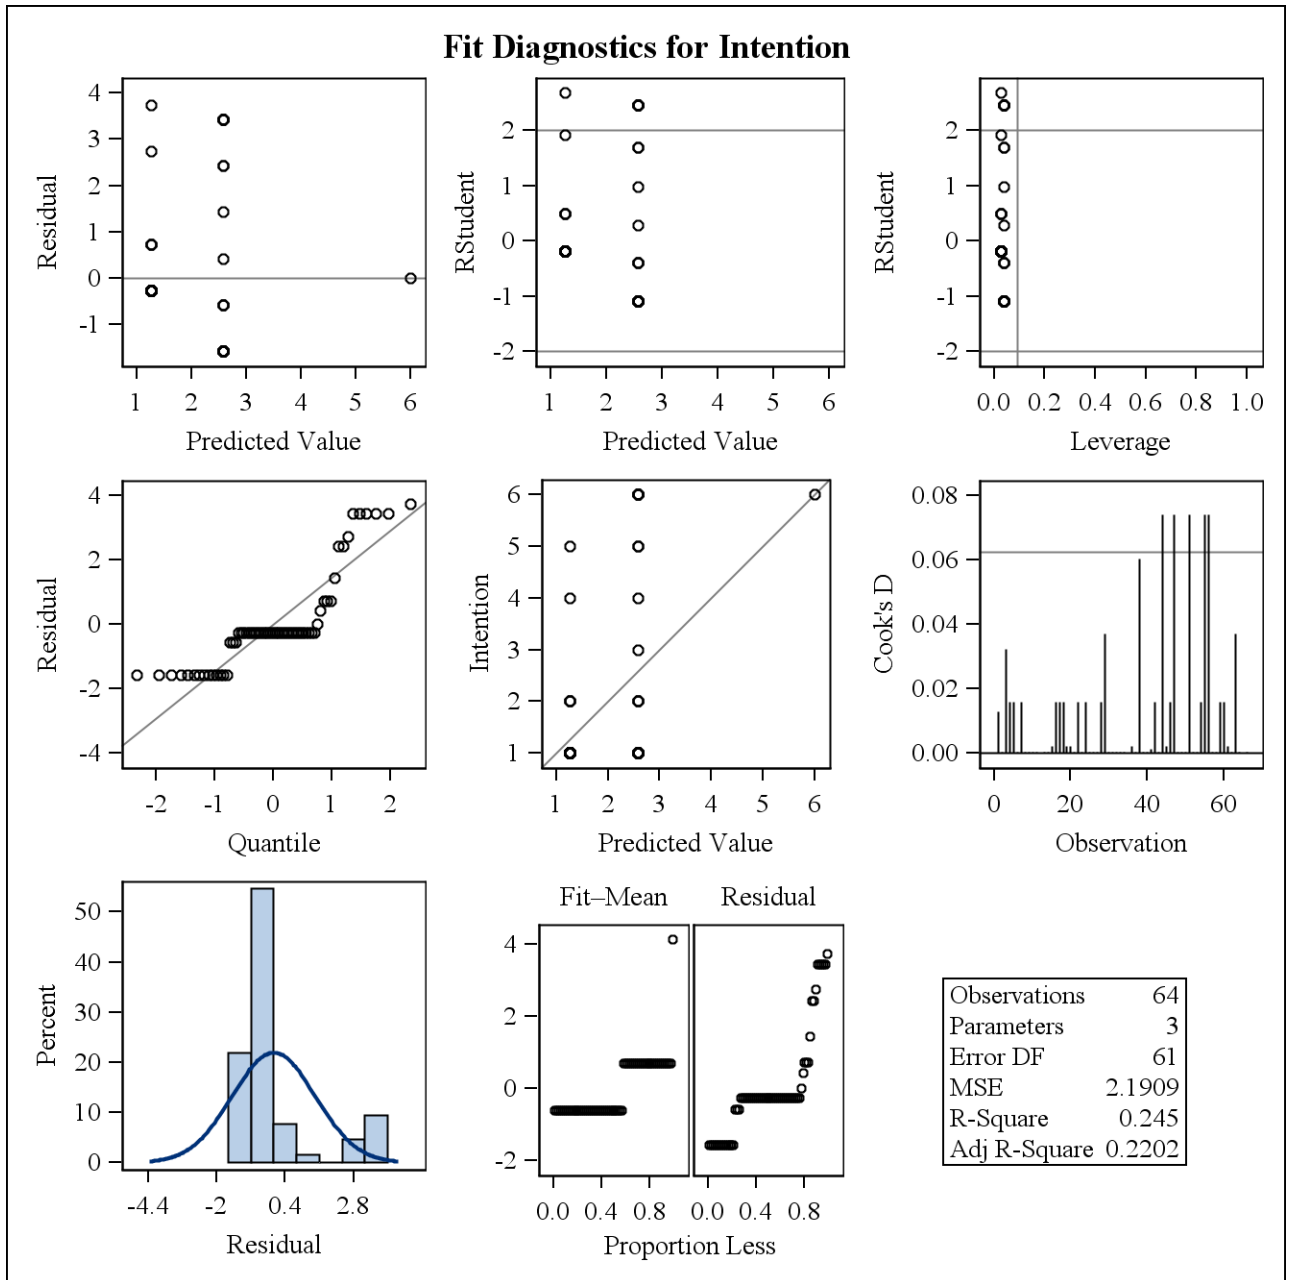 Fit Diagnostics for Intention
4
3
2
1
0
-1
Residual
1 2 3 4 5 6
Predicted Value
2
1
0
-1
-2
RStudent
1 2 3 4 5 6
Predicted Value
2
1
0
-1
-2
RStudent
0.0 0.2 0.4 0.6 0.8 1.0
Leverage
4
2
0
-2
-4
Residual
-2 -1 0 1 2
Quantile
6
5
4
3
2
1
Intention
1 2 3 4 5 6
Predicted Value
0.08
0.06
0.04
0.02
0.00
Cook's D
0 20 40 60
Observation
50
40
30
20
10
0
Percent
-4.4 -2 0.4 2.8
Residual
Fit–Mean Residual
4
2
0
-2
0.0 0.4 0.8 0.0 0.4 0.8
Proportion Less
Observations 64
Parameters 3
Error DF 61
MSE 2.1909
R-Square 0.245
Adj R-Square 0.2202